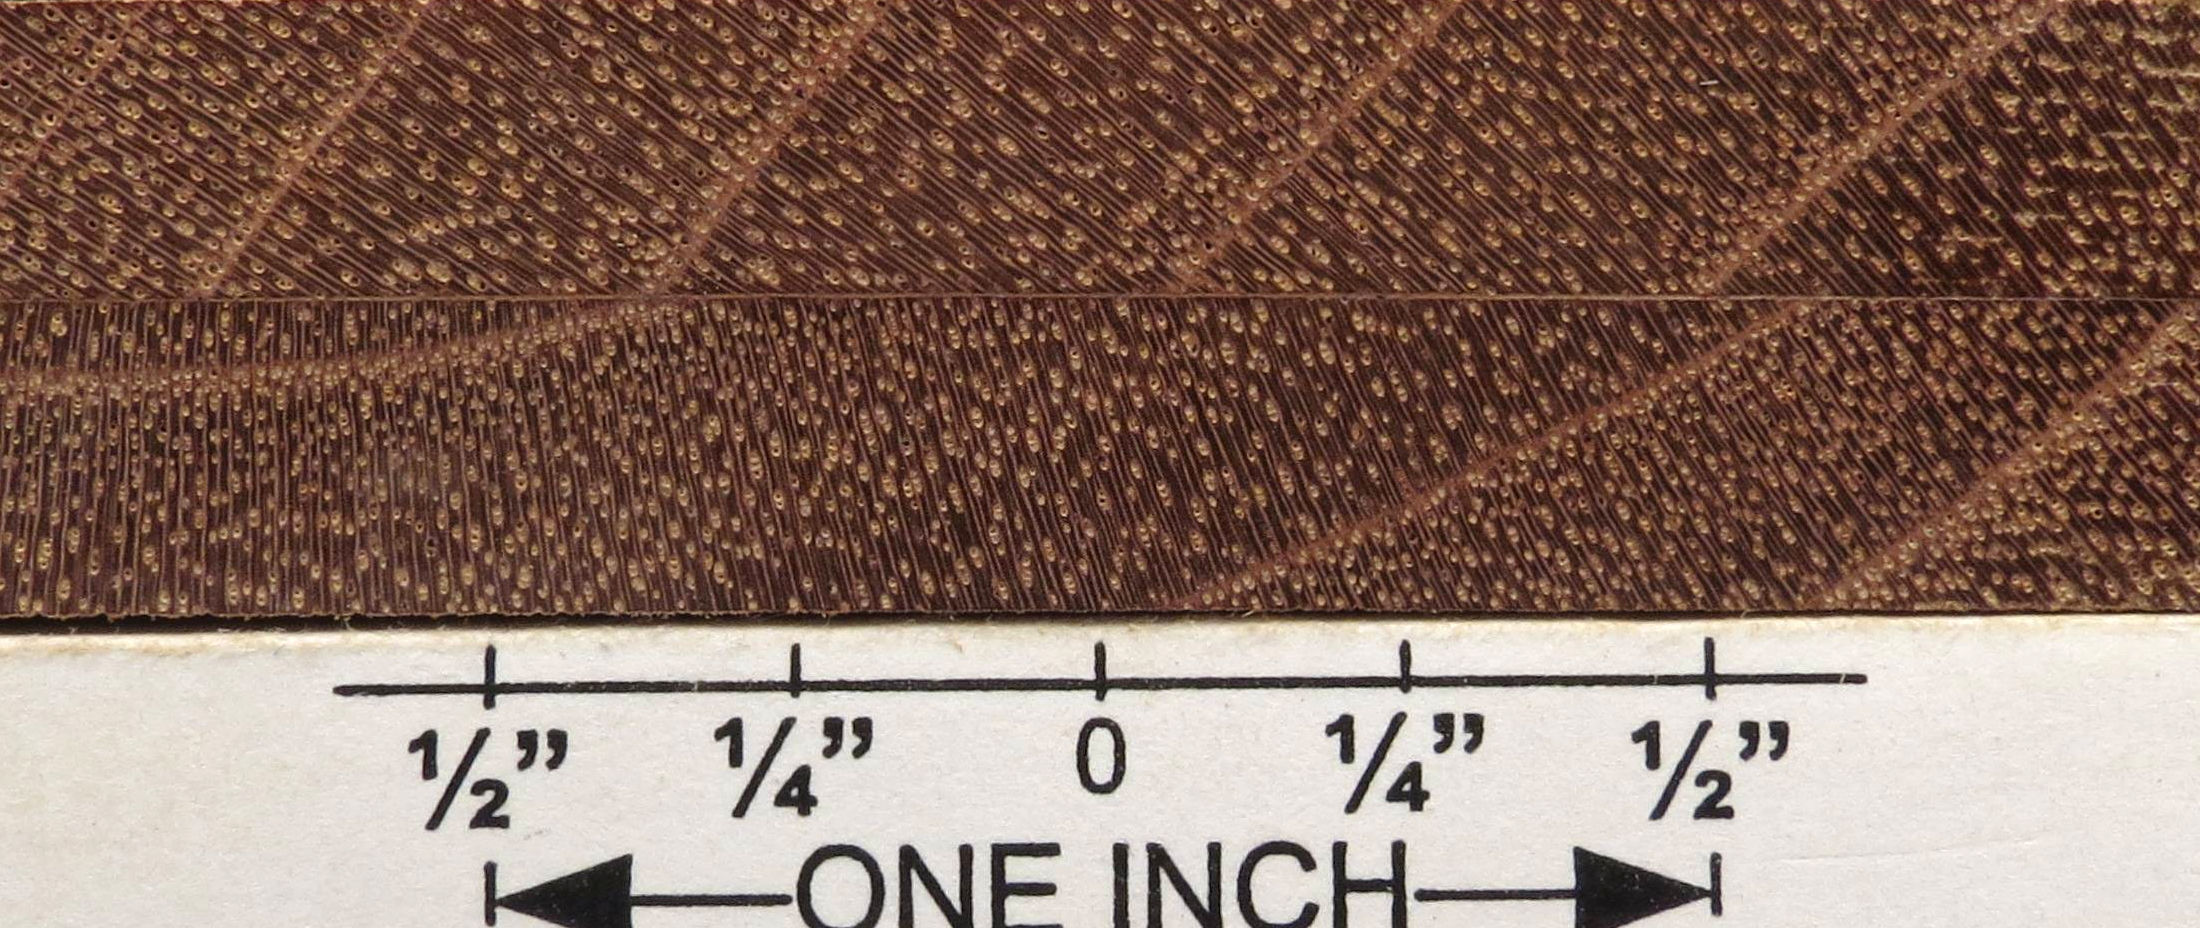 ½” ¼” 0 ¼” ½”
ONE INCH